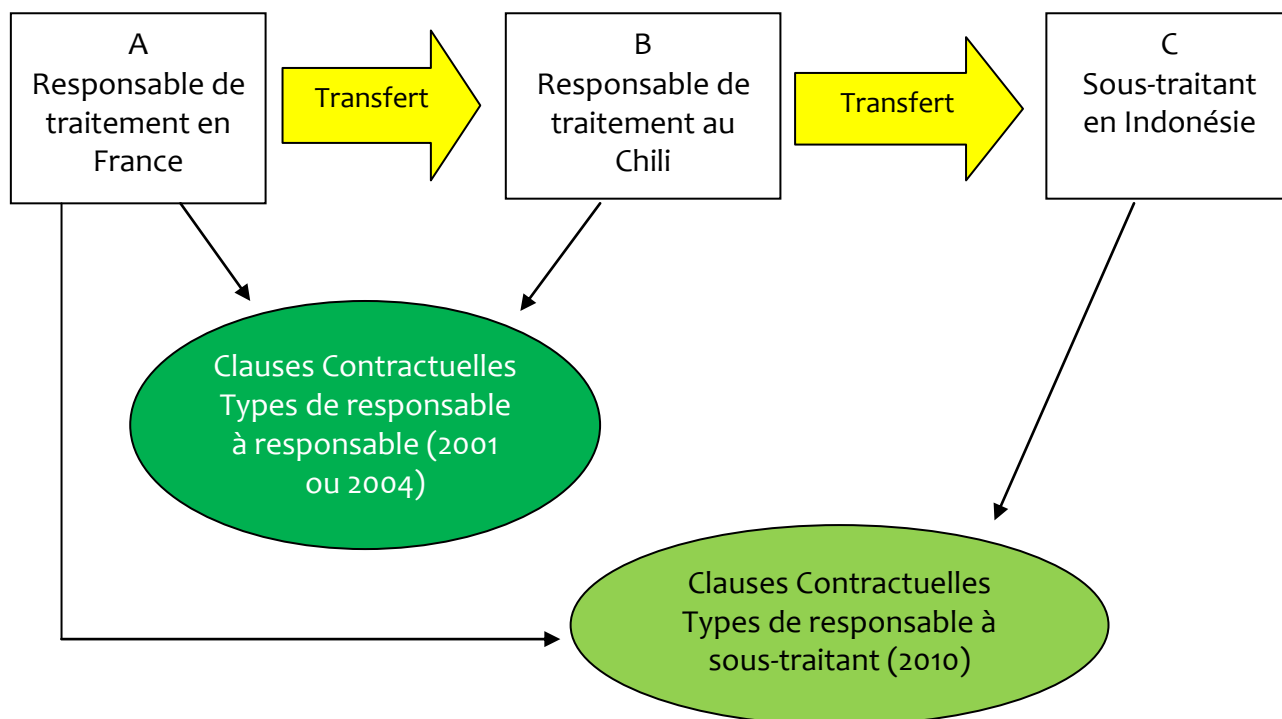 A
Responsable de
traitement en
France
Transfert
B
Responsable de
traitement au
Chili
Transfert
C
Sous-traitant
en Indonésie
Clauses Contractuelles
Types de responsable
à responsable (2001
ou 2004)
Clauses Contractuelles
Types de responsable à
sous-traitant (2010)